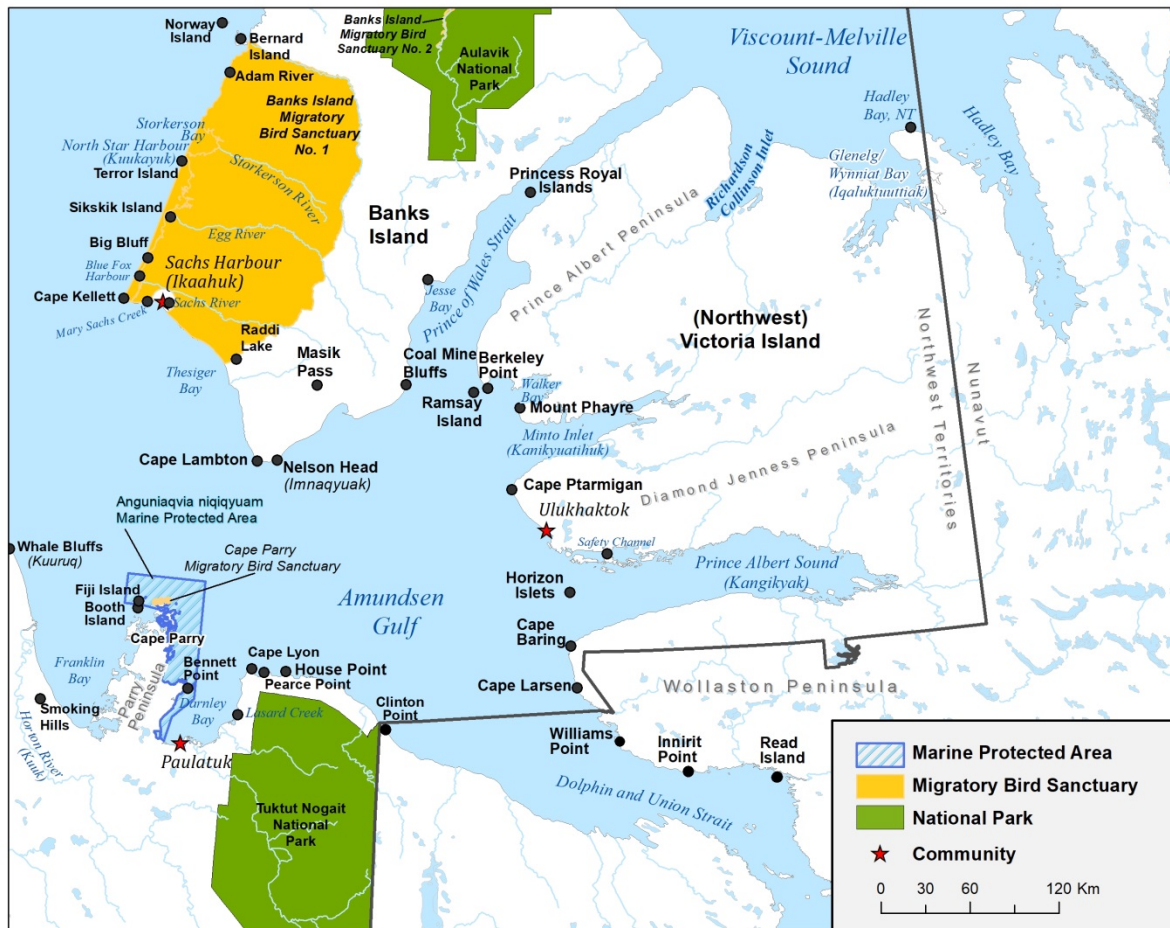 Norway
Island
Bernard
Island
Adam River
Banks Island
Migratory Bird
Sanctuary No. 2
Aulavik
National
Park
Viscount-Melville
Sound
Banks Island
Migratory
Bird Sanctuary
No. 1
Storkerson
Bay
North Star Harbour
(Kuukayuk)
Terror Island
Storkerson River
Sikskik Island
Egg River
Big Bluff
Blue Fox
Harbour
Sachs Harbour
(Ikaahuk)
Cape Kellett
Sachs River
Mary Sachs Creek
Raddi
Lake
Thesiger
Bay
Masik
Pass
Banks
Island
Jesse
Bay
Prince of Wales Strait
Princess Royal
Islands
Prince Albert Peninsula
Richardson
Collinson Inlet
Hadley
Bay, NT
Hadley Bay
Glenelg/
Wynniat Bay
(Iqaluktuuttiak)
(Northwest)
Victoria Island
Northwest Territories
Nunavut
Coal Mine
Bluffs
Berkeley
Point
Ramsay
Island
Walker
Bay
Mount Phayre
Minto Inlet
(Kanikyuatihuk)
Cape Lambton
Nelson Head
(Imnaqyuak)
Cape Ptarmigan
Diamond Jenness Peninsula
Ulukhaktok
Safety Channel
Prince Albert Sound
(Kangikyak)
Anguniaqvia niqiqyuam
Marine Protected Area
Cape Parry
Migratory Bird Sanctuary
Whale Bluffs
(Kuuruq)
Fiji Island
Booth
Island
Cape Parry
Amundsen
Gulf
Horizon
Islets
Cape
Baring
Cape Larsen
Wollaston Peninsula
Franklin
Bay
Parry
Peninsula
Bennett
Point
Darnley
Bay
Cape Lyon
Pearce Point
House Point
Lasard Creek
Clinton
Point
Smoking
Hills
Horton River
(Kuuk)
Paulatuk
Tuktut Nogait
National
Park
Williams
Point
Innirit
Point
Read
Island
Dolphin and Union Strait
Marine Protected Area
Migratory Bird Sanctuary
National Park
Community
0 30 60 120 Km